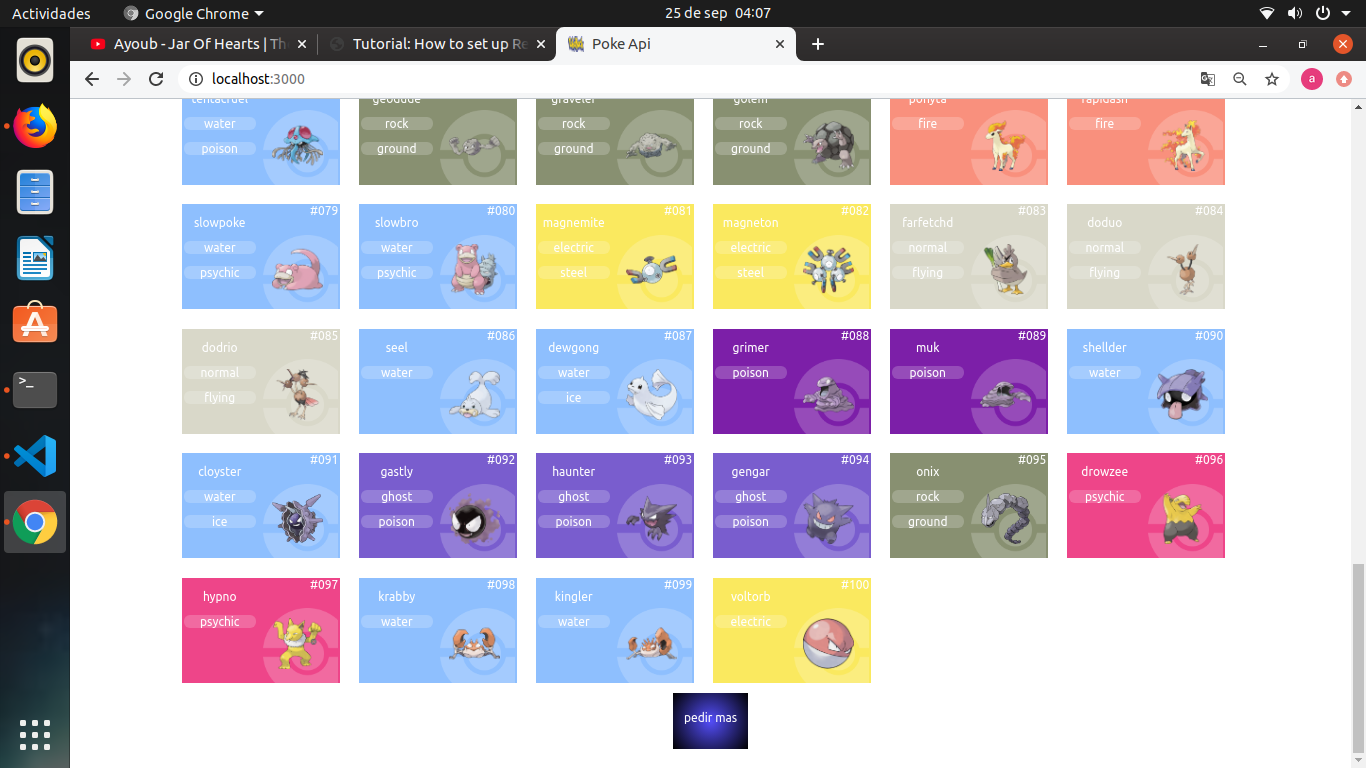 Actividades Google Chrome 25 de sep 04:07
Ayoub - Jar Of Hearts | The Tutorial: How to set up Re Poke Api
localhost:3000 a
tentacruel geodude graveler golem ponyta rapidash
water rock rock rock fire fire
poison ground ground ground
#079 #080 #081 #082 #083 #084
slowpoke slowbro magnemite magneton farfetchd doduo
water water electric electric normal normal
psychic psychic steel steel flying flying
#085 #086 #087 #088 #089 #090
dodrio seel dewgong grimer muk shellder
normal water water poison poison water
flying ice
#091 #092 #093 #094 #095 #096
cloyster gastly haunter gengar onix drowzee
water ghost ghost ghost rock psychic
ice poison poison poison ground
#097 #098 #099 #100
hypno krabby kingler voltorb
psychic water water electric
pedir mas